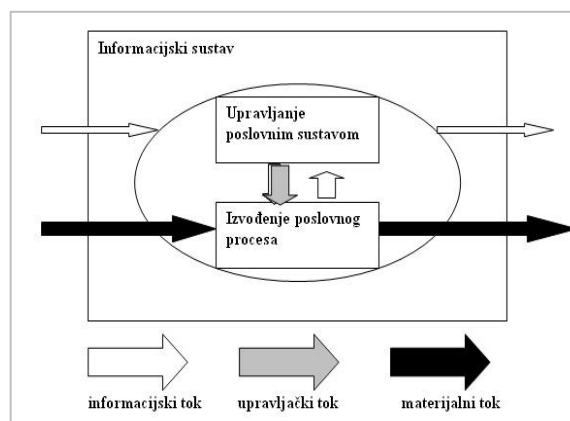 Informacijski sustav
Upravljanje
poslovnim sustavom
Izvođenje poslovnog
procesa
informacijski tok
upravljački tok
materijalni tok